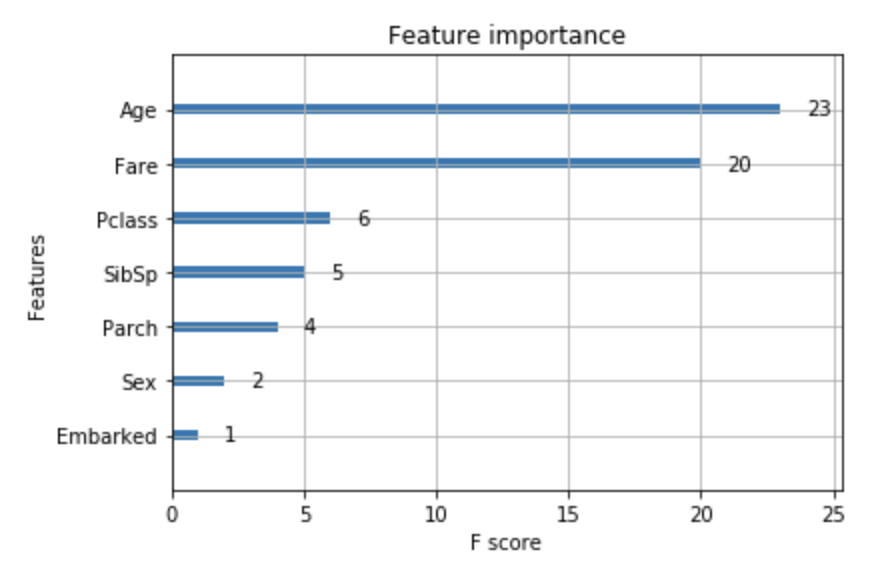 Feature importance
Age 23
Fare 20
Pclass 6
SibSp 5
Parch 4
Sex 2
Embarked 1
Features
0 5 10 15 20 25
F score